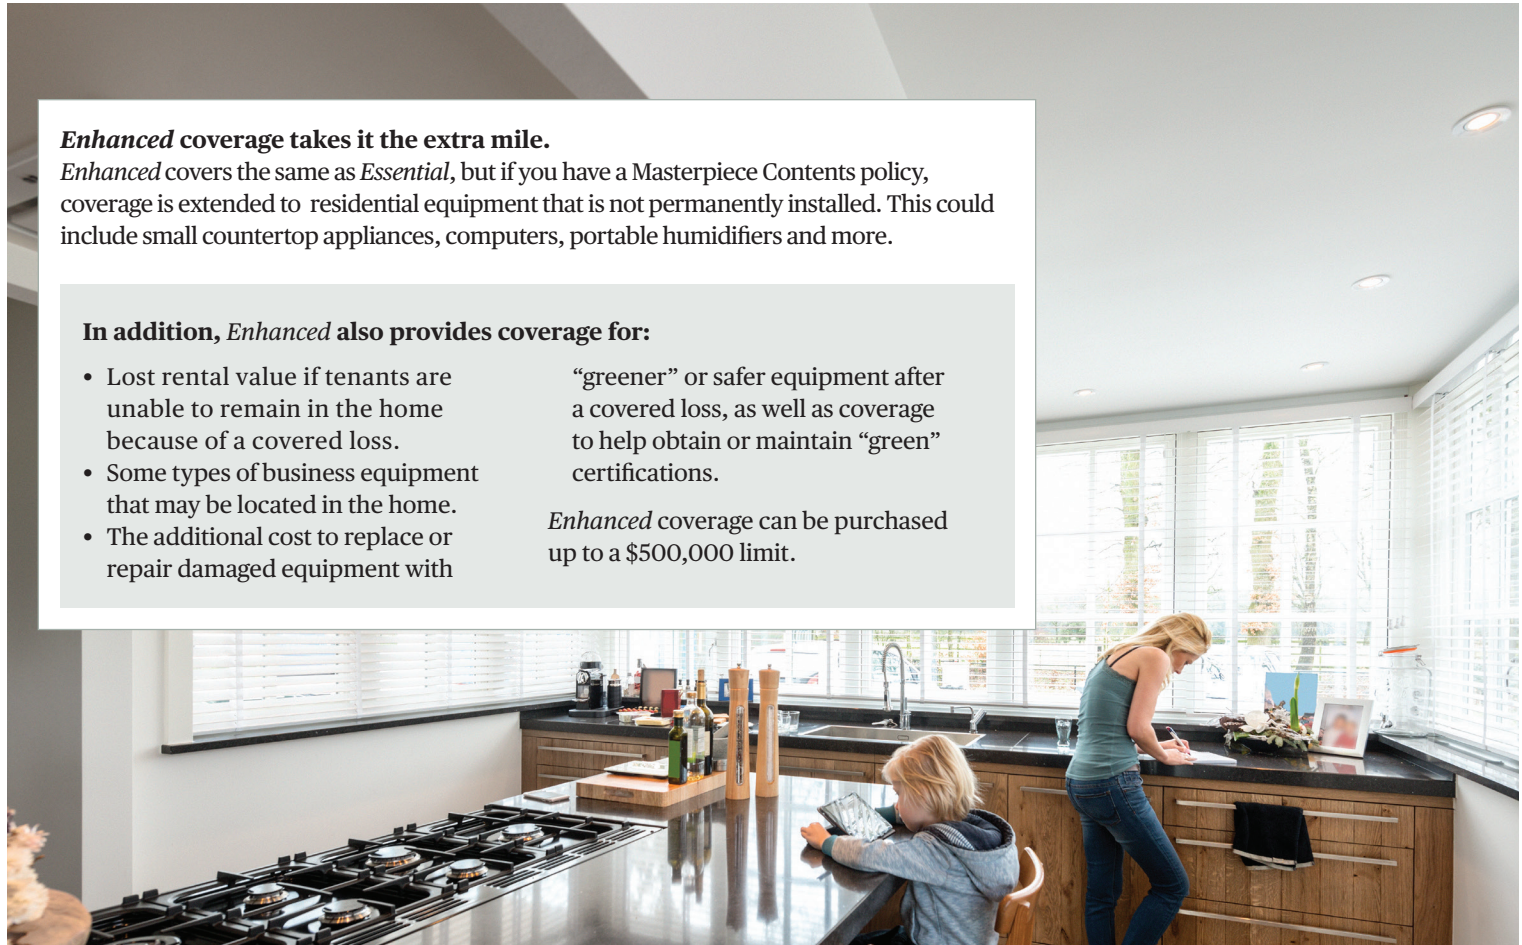 Enhanced coverage takes it the extra mile.
Enhanced covers the same as Essential, but if you have a Masterpiece Contents policy,
coverage is extended to residential equipment that is not permanently installed. This could
include small countertop appliances, computers, portable humidifiers and more.
In addition, Enhanced also provides coverage for:
• Lost rental value if tenants are
unable to remain in the home
because of a covered loss.
• Some types of business equipment
that may be located in the home.
• The additional cost to replace or
repair damaged equipment with
“greener” or safer equipment after
a covered loss, as well as coverage
to help obtain or maintain “green”
certifications.
Enhanced coverage can be purchased
up to a $500,000 limit.